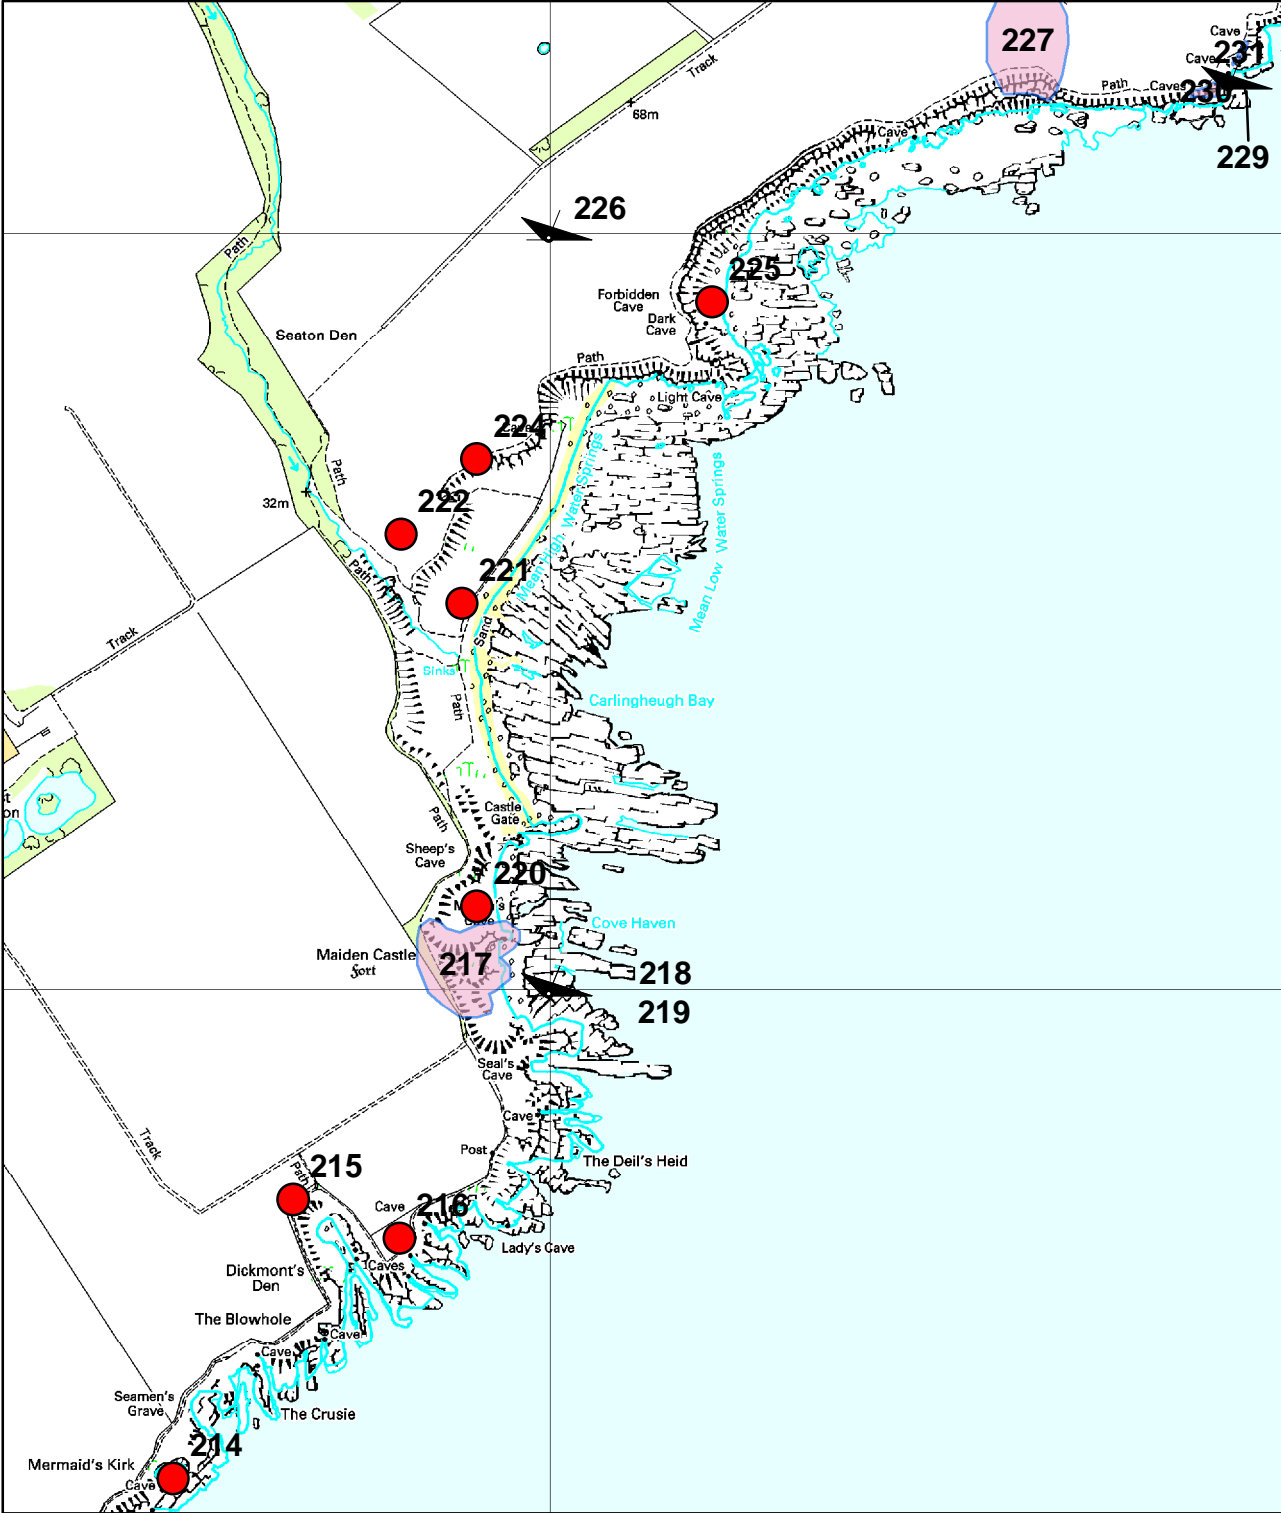 227
Cave
231
Cave
Track
Path
Caves
230
68m
Cave
229
226
Path
225
Forbidden
Cave
Dark
Cave
Seaton Den
Path
Light Cave
224
Path
222
32m
Mean High Water Springs
Mean Low Water Springs
221
Path
Track
Sand
Sinks
Path
Carlingheugh Bay
Castle
Gate
Path
Sheep's
Cave
220
Cave
Cove Haven
Maiden Castle
Fort
217
218
219
Seal's
Cave
Cave
Track
Post
The Deil's Heid
215
Path
Cave
216
Lady's Cave
Caves
Dickmont's
Den
The Blowhole
Cave
Cave
Seamen's
Grave
The Crusie
214
Mermaid's Kirk
Cave